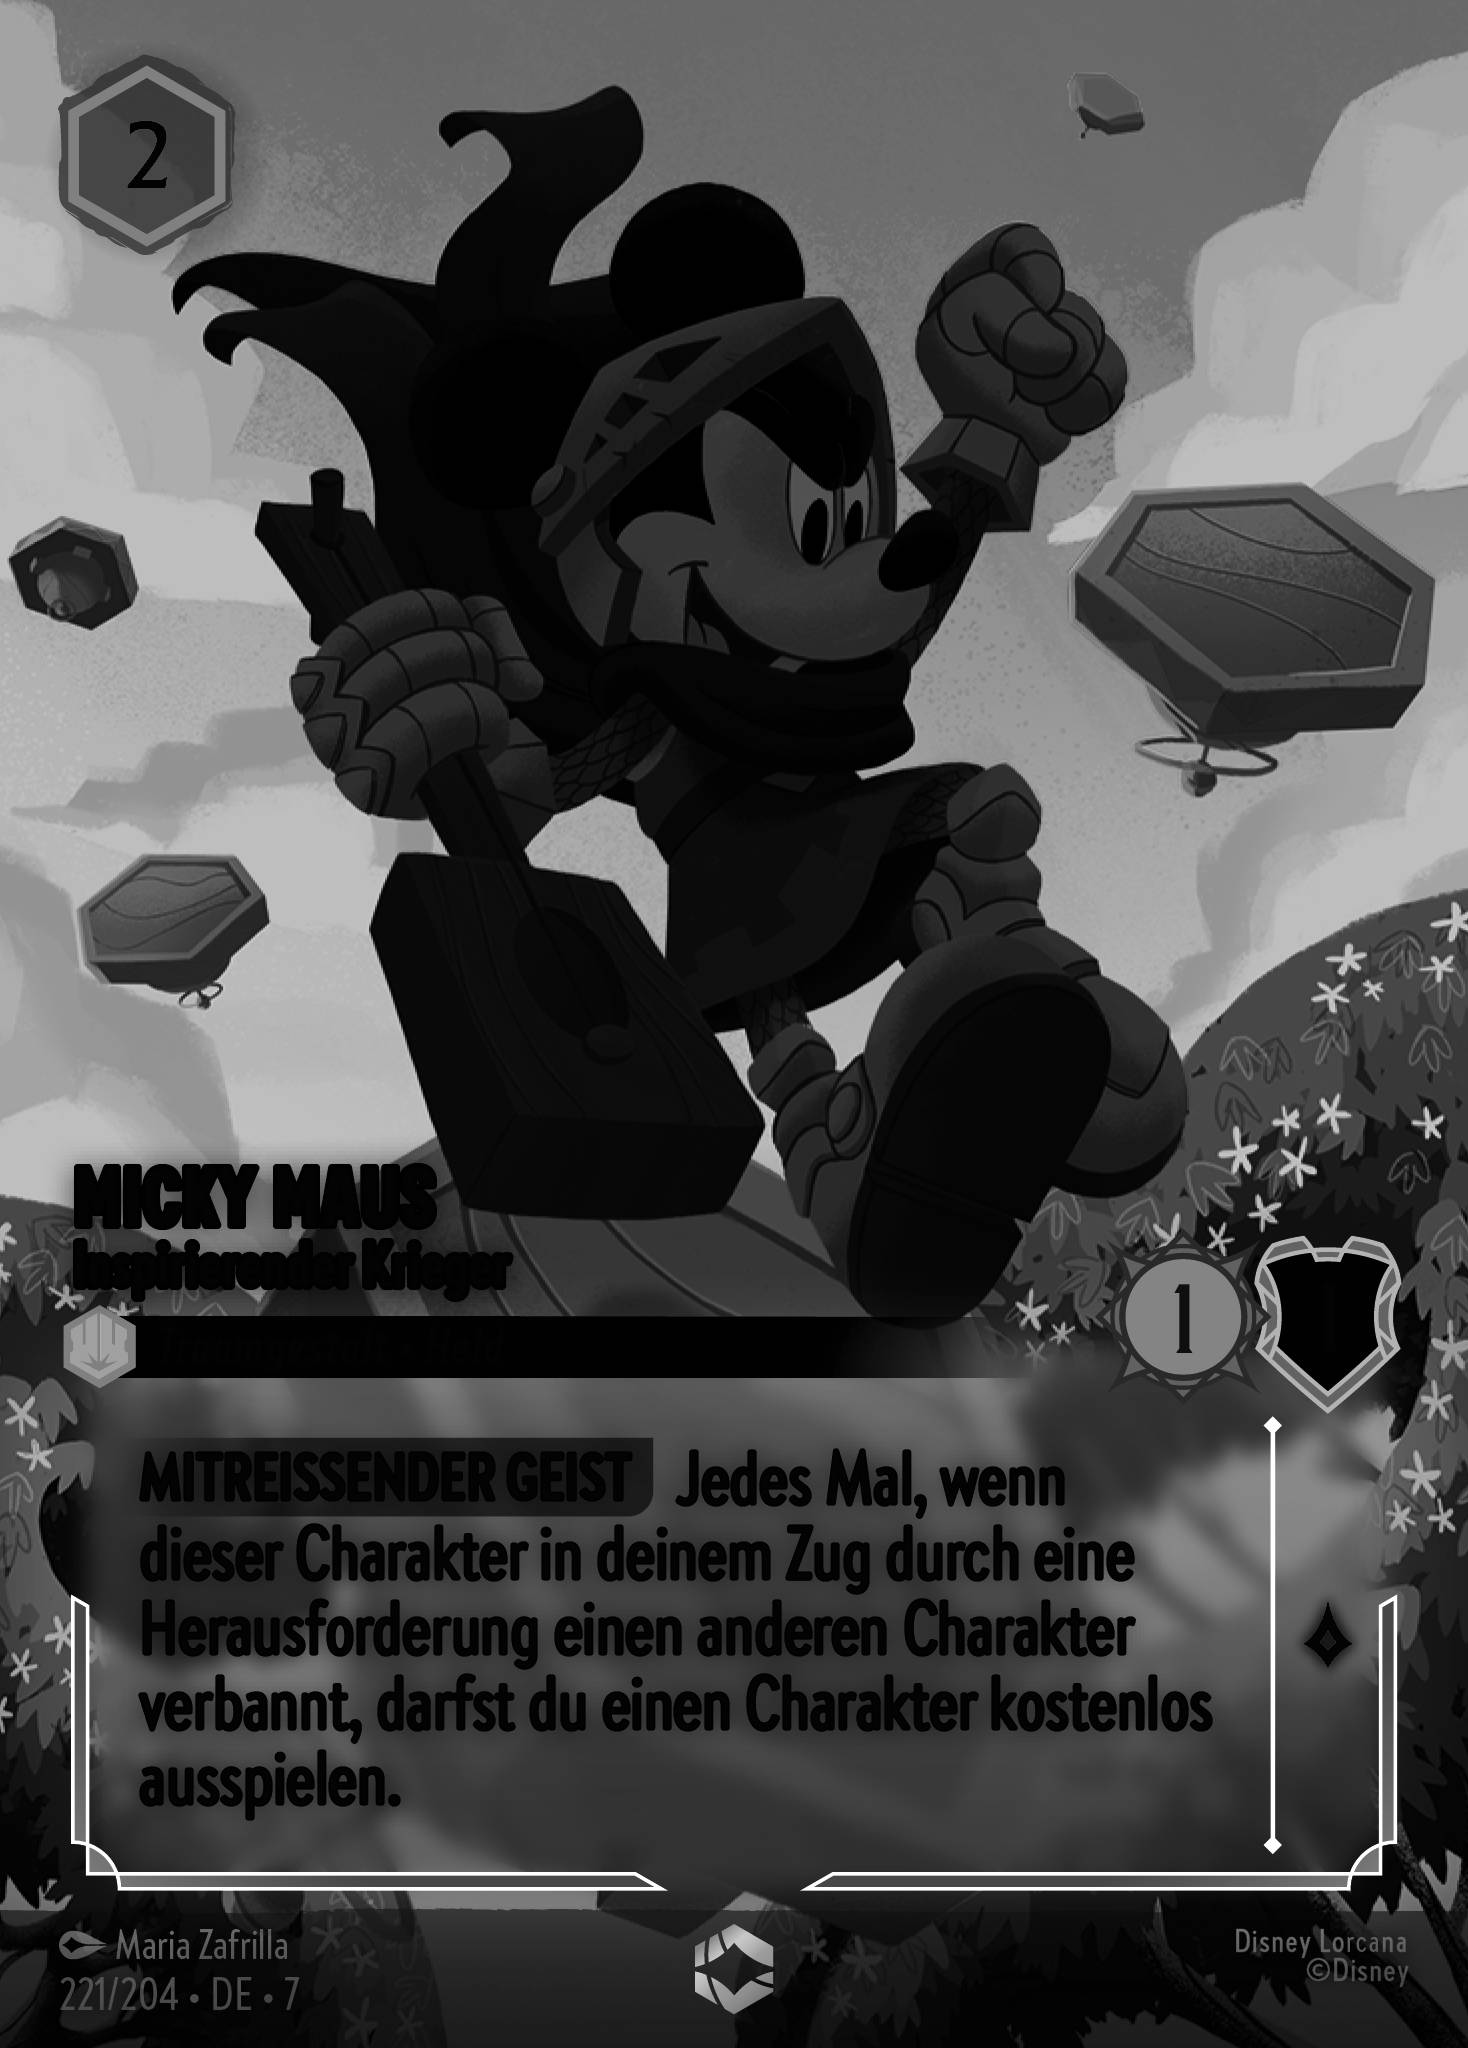 2
MICKY MAUS
Inspirierender Krieger
Traumgestalt • Held
1
MITREISSENDER GEIST Jedes Mal, wenn
dieser Charakter in deinem Zug durch eine
Herausforderung einen anderen Charakter
verbannt, darfst du einen Charakter kostenlos
ausspielen.
Maria Zafrilla
221/204 • DE • 7
Disney Lorcana
©Disney